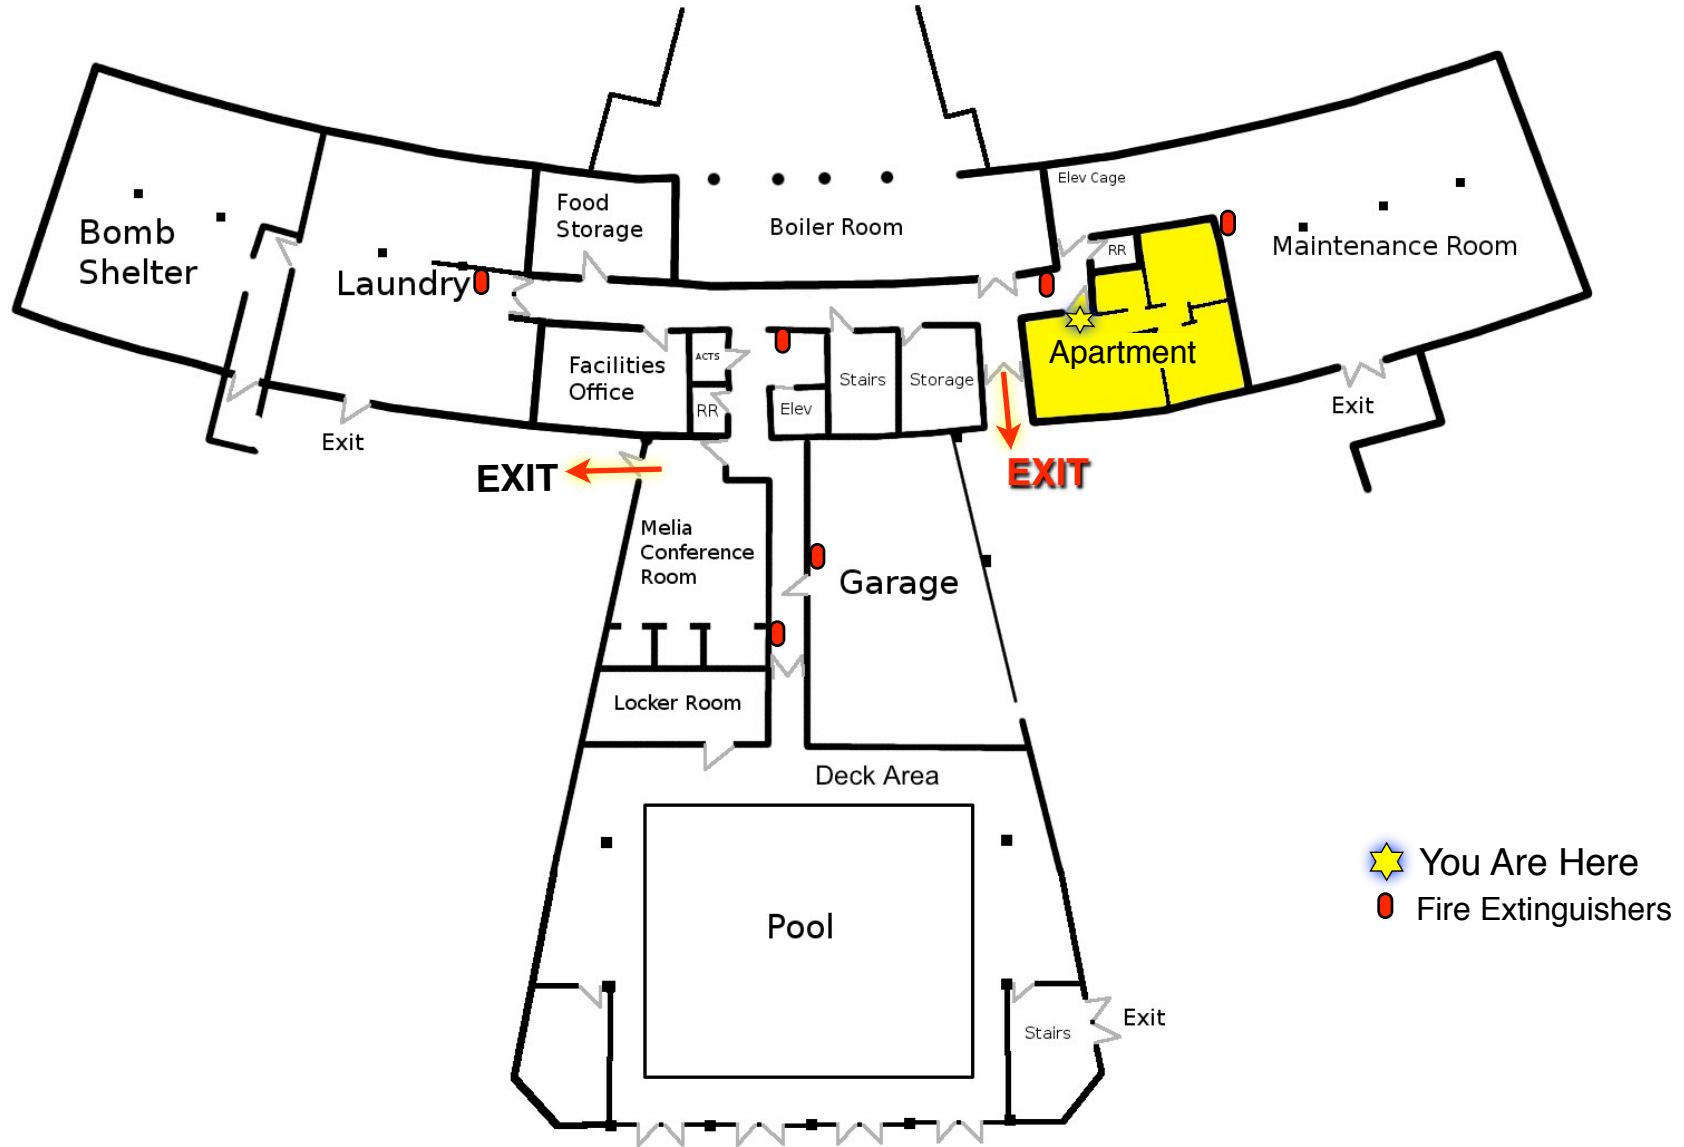 Bomb
Shelter
Laundry
Exit
Food
Storage
Boiler Room
Elev Cage
RR
Maintenance Room
Facilities
Office
ACTS
RR
Elev
Stairs
Storage
Apartment
Exit
EXIT
EXIT
Melia
Conference
Room
Garage
Locker Room
Deck Area
Pool
Stairs
Exit
You Are Here
Fire Extinguishers